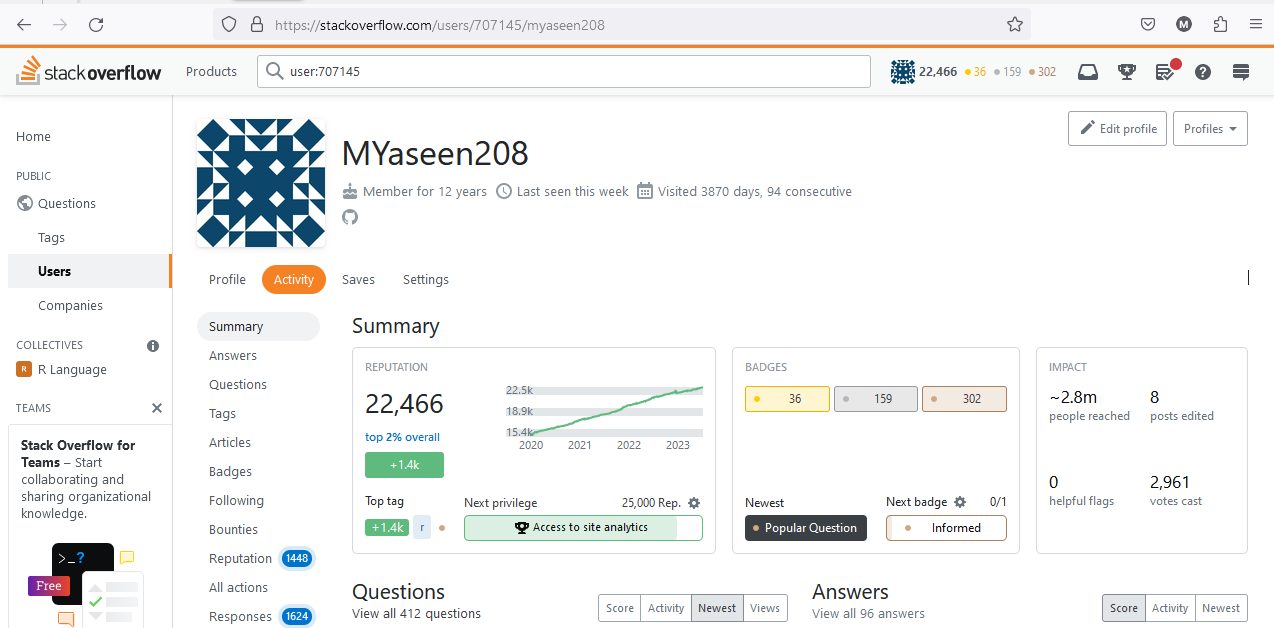 https://stackoverflow.com/users/707145/myaseen208
M
stackoverflow
Products
user:707145
22,466 36 159 302
Home
PUBLIC
Questions
Tags
Users
Companies
COLLECTIVES
R R Language
TEAMS
Stack Overflow for
Teams – Start
collaborating and
sharing organizational
knowledge.
>_?
Free
MYaseen208
Member for 12 years Last seen this week Visited 3870 days, 94 consecutive
Edit profile
Profiles
Profile Activity Saves Settings
Summary
Answers
Questions
Tags
Articles
Badges
Following
Bounties
Reputation 1448
All actions
Responses 1624
Summary
REPUTATION
22,466
top 2% overall
+1.4k
22.5k
18.9k
15.4k
2020 2021 2022 2023
Top tag
+1.4k r
Next privilege 25,000 Rep.
Access to site analytics
BADGES
36 159 302
Newest
Popular Question
Next badge 0/1
Informed
IMPACT
~2.8m
people reached
8
posts edited
0
helpful flags
2,961
votes cast
Questions
View all 412 questions
Score Activity Newest Views
Answers
View all 96 answers
Score Activity Newest